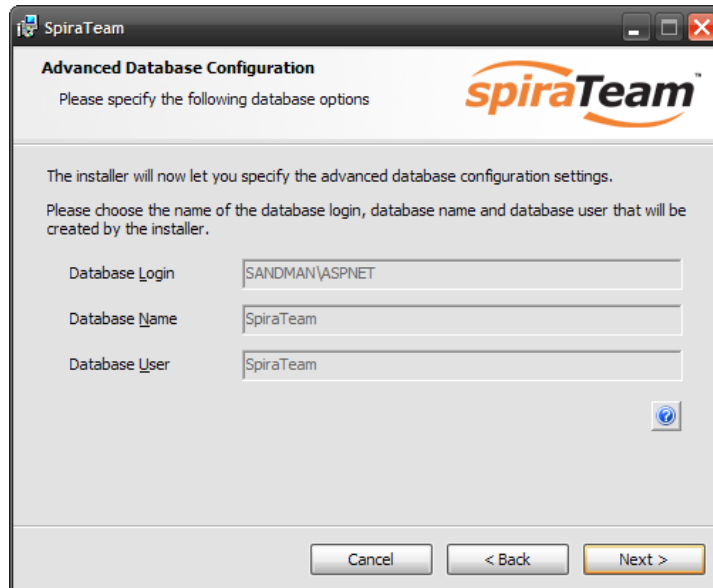 SpiraTeam
Advanced Database Configuration
Please specify the following database options
spiraTeam™
The installer will now let you specify the advanced database configuration settings.
Please choose the name of the database login, database name and database user that will be
created by the installer.
Database Login
SANDMAN\ASPNET
Database Name
SpiraTeam
Database User
SpiraTeam
?
Cancel
< Back
Next >